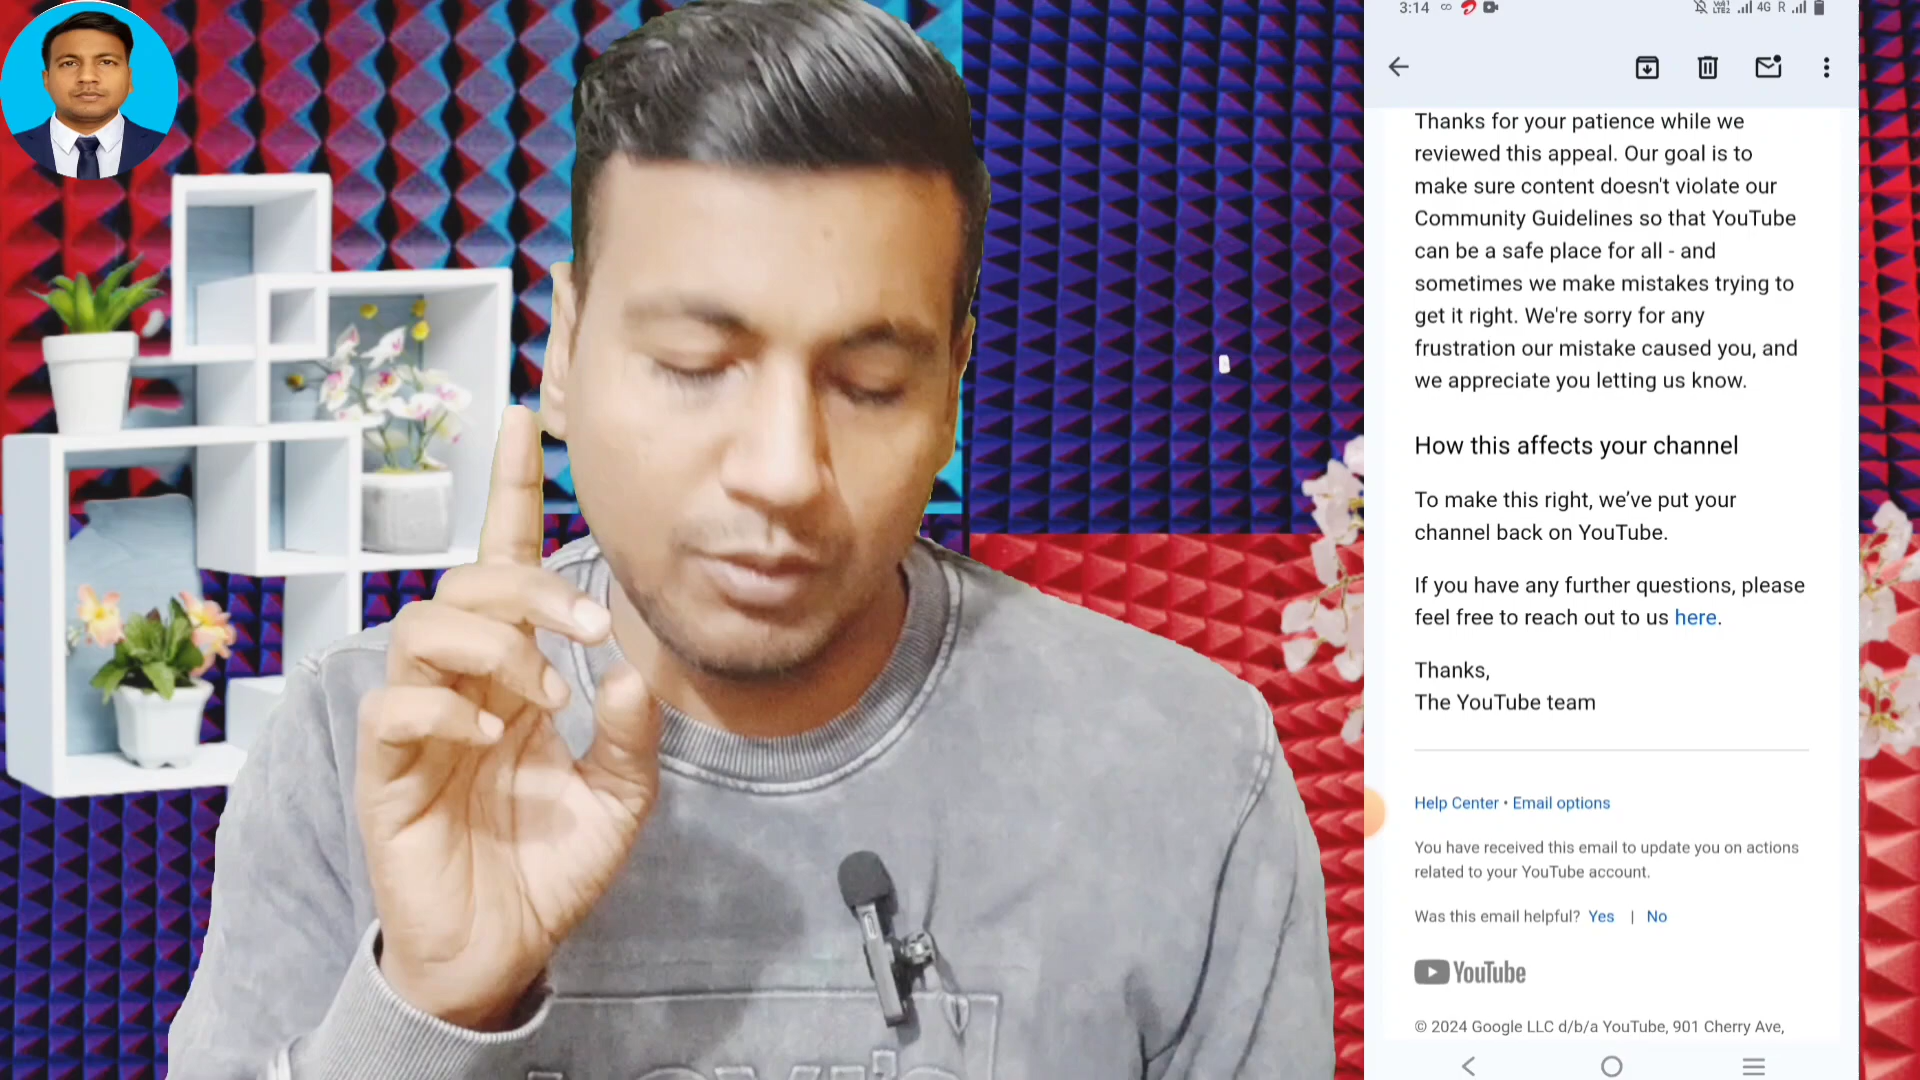 3:14
4G R
Thanks for your patience while we
reviewed this appeal. Our goal is to
make sure content doesn't violate our
Community Guidelines so that YouTube
can be a safe place for all - and
sometimes we make mistakes trying to
get it right. We're sorry for any
frustration our mistake caused you, and
we appreciate you letting us know.
How this affects your channel
To make this right, we’ve put your
channel back on YouTube.
If you have any further questions, please
feel free to reach out to us here.
Thanks,
The YouTube team
Help Center • Email options
You have received this email to update you on actions
related to your YouTube account.
Was this email helpful? Yes | No
YouTube
© 2024 Google LLC d/b/a YouTube, 901 Cherry Ave,